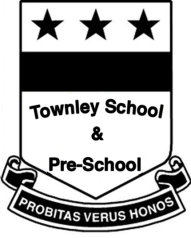 Townley School
&
Pre-School
PROBITAS VERUS HONOS